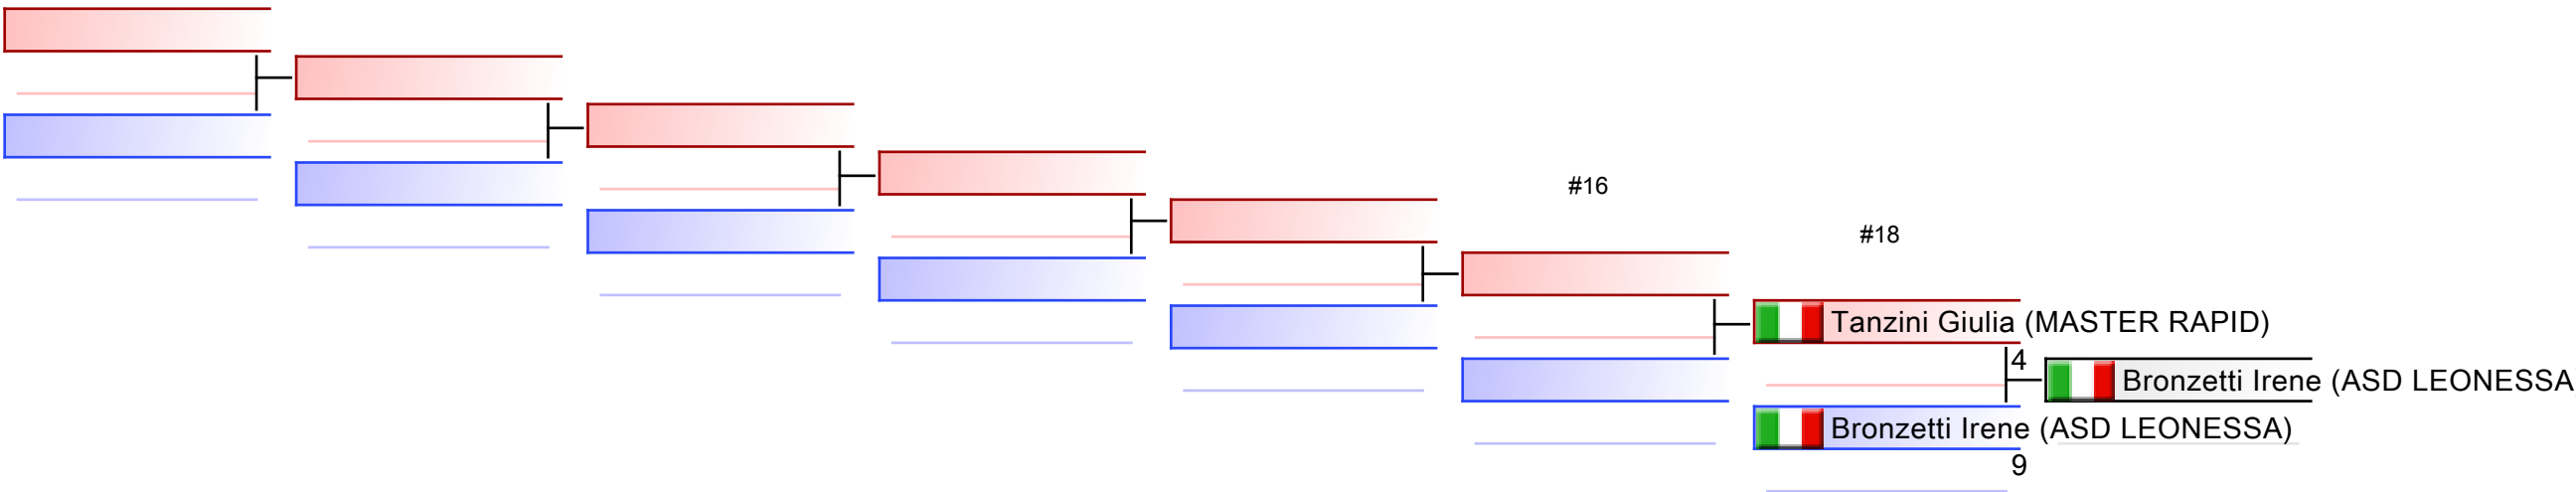 #16
#18
Tanzini Giulia (MASTER RAPID)
4
Bronzetti Irene (ASD LEONESSA
Bronzetti Irene (ASD LEONESSA)
9